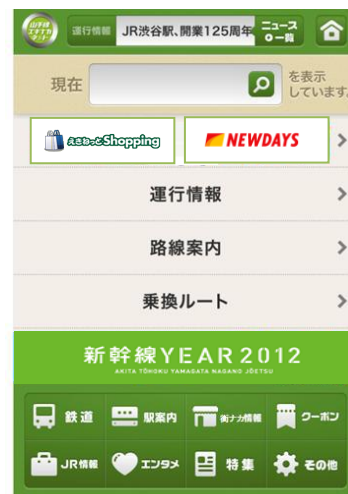 山手線
エキナカ
ネット
運行情報
JR渋谷駅、開業125周年
ニュース
一覧
現在
を表示
しています。
えきねっとShopping
NEWDAYS
運行情報
路線案内
乗換ルート
新幹線YEAR2012
AKITA TŌHOKU YAMAGATA NAGANO JŌETSU
鉄道
駅案内
街ナカ情報
クーポン
JR情報
エンタメ
特集
その他